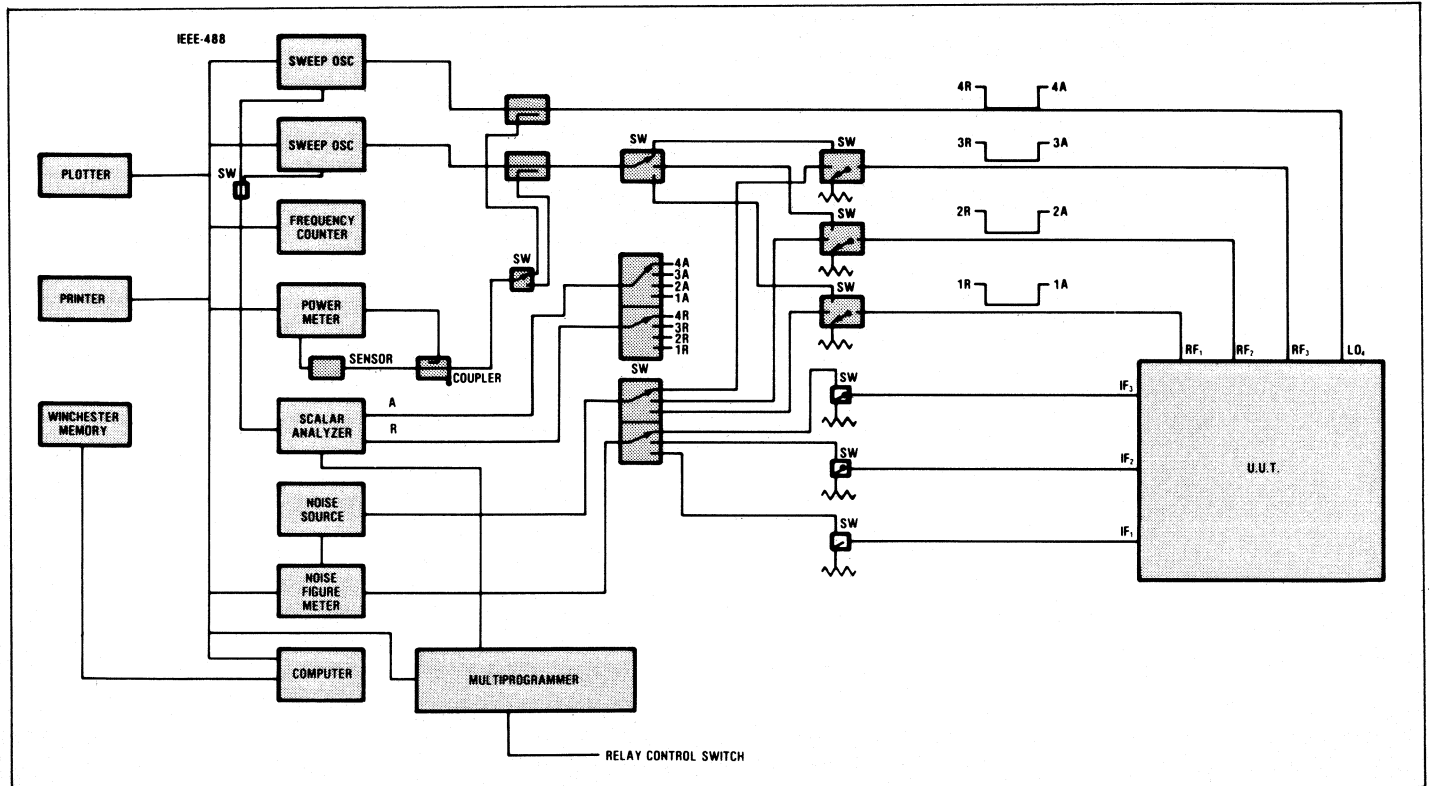 IEEE-488
SWEEP OSC
4R
4A
SWEEP OSC
SW
SW
3R
3A
PLOTTER
SW
FREQUENCY
COUNTER
SW
2R
2A
SW
4A
3A
2A
1A
PRINTER
POWER
METER
SW
1R
1A
4R
3R
2R
1R
SENSOR
COUPLER
SW
RF₁
RF₂
RF₃
LO₄
WINCHESTER
MEMORY
SCALAR
ANALYZER
A
R
SW
IF₃
SW
IF₂
U.U.T.
NOISE
SOURCE
SW
IF₁
NOISE
FIGURE
METER
COMPUTER
MULTIPROGRAMMER
RELAY CONTROL SWITCH